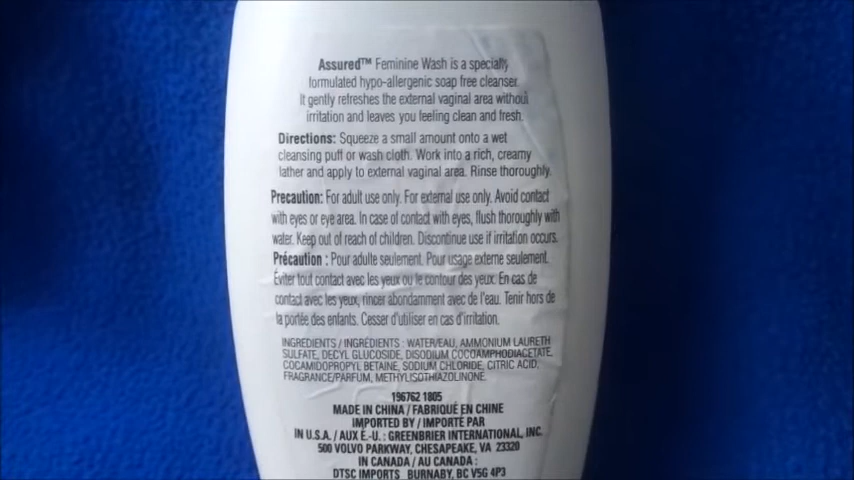 Assured™ Feminine Wash is a specially
formulated hypo-allergenic soap free cleanser.
It gently refreshes the external vaginal area without
irritation and leaves you feeling clean and fresh.
Directions: Squeeze a small amount onto a wet
cleansing puff or wash cloth. Work into a rich, creamy
lather and apply to external vaginal area. Rinse thoroughly.
Precaution: For adult use only. For external use only. Avoid contact
with eyes or eye area. In case of contact with eyes, flush thoroughly with
water. Keep out of reach of children. Discontinue use if irritation occurs.
Précaution : Pour adulte seulement. Pour usage externe seulement.
Éviter tout contact avec les yeux ou le contour des yeux. En cas de
contact avec les yeux, rincer abondamment avec de l'eau. Tenir hors de
la portée des enfants. Cesser d'utiliser en cas d'irritation.
INGREDIENTS / INGRÉDIENTS : WATER/EAU, AMMONIUM LAURETH
SULFATE, DECYL GLUCOSIDE, DISODIUM COCOAMPHODIACETATE,
COCAMIDOPROPYL BETAINE, SODIUM CHLORIDE, CITRIC ACID,
FRAGRANCE/PARFUM, METHYLISOTHIAZOLINONE.
196762 1805
MADE IN CHINA / FABRIQUÉ EN CHINE
IMPORTED BY / IMPORTÉ PAR
IN U.S.A. / AUX É.-U. : GREENBRIER INTERNATIONAL, INC.
500 VOLVO PARKWAY, CHESAPEAKE, VA 23320
IN CANADA / AU CANADA :
DTSC IMPORTS BURNABY, BC V5G 4P3